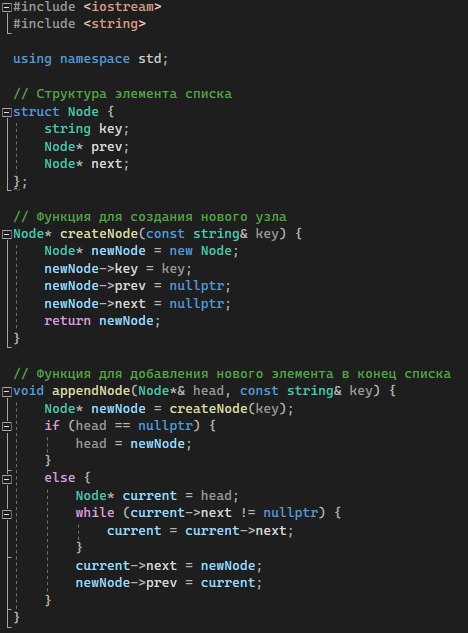 #include <iostream>
#include <string>
using namespace std;
// Структура элемента списка
struct Node {
    string key;
    Node* prev;
    Node* next;
};
// Функция для создания нового узла
Node* createNode(const string& key) {
    Node* newNode = new Node;
    newNode->key = key;
    newNode->prev = nullptr;
    newNode->next = nullptr;
    return newNode;
}
// Функция для добавления нового элемента в конец списка
void appendNode(Node*& head, const string& key) {
    Node* newNode = createNode(key);
    if (head == nullptr) {
        head = newNode;
    }
    else {
        Node* current = head;
        while (current->next != nullptr) {
            current = current->next;
        }
        current->next = newNode;
        newNode->prev = current;
    }
}